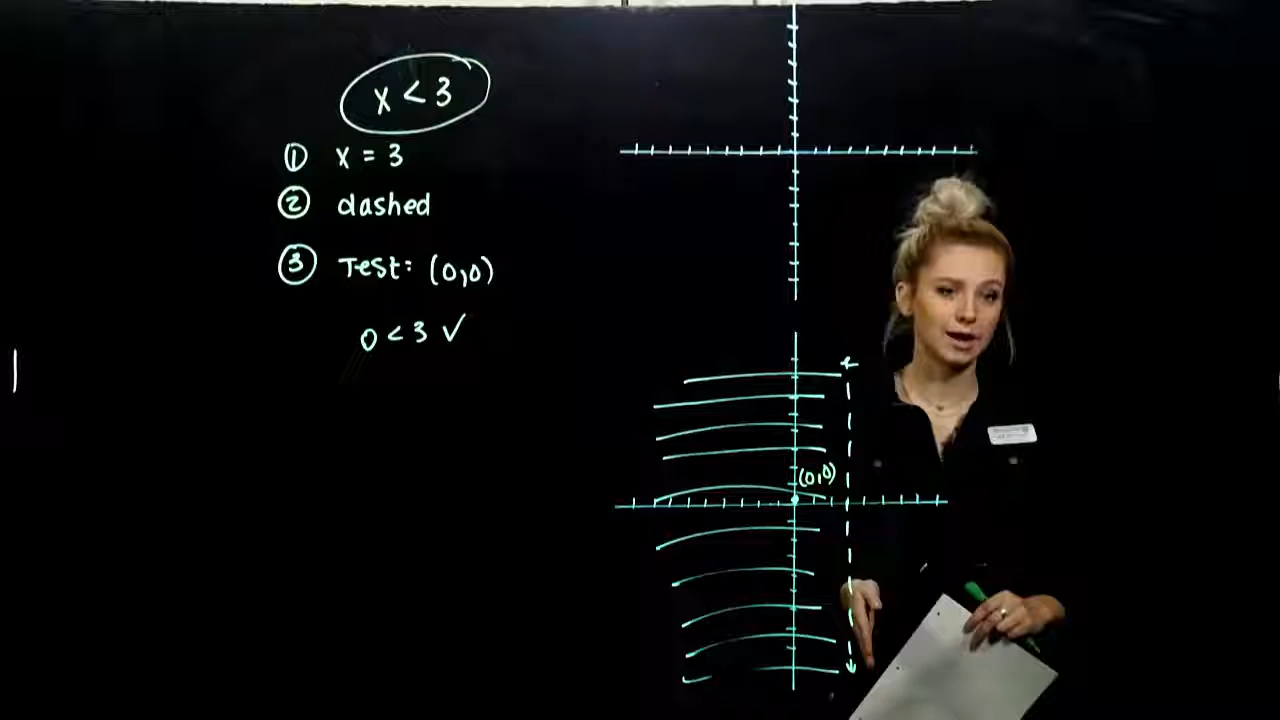 x < 3
① x = 3
② dashed
③ Test: (0,0)
0 < 3 ✓
(0,0)